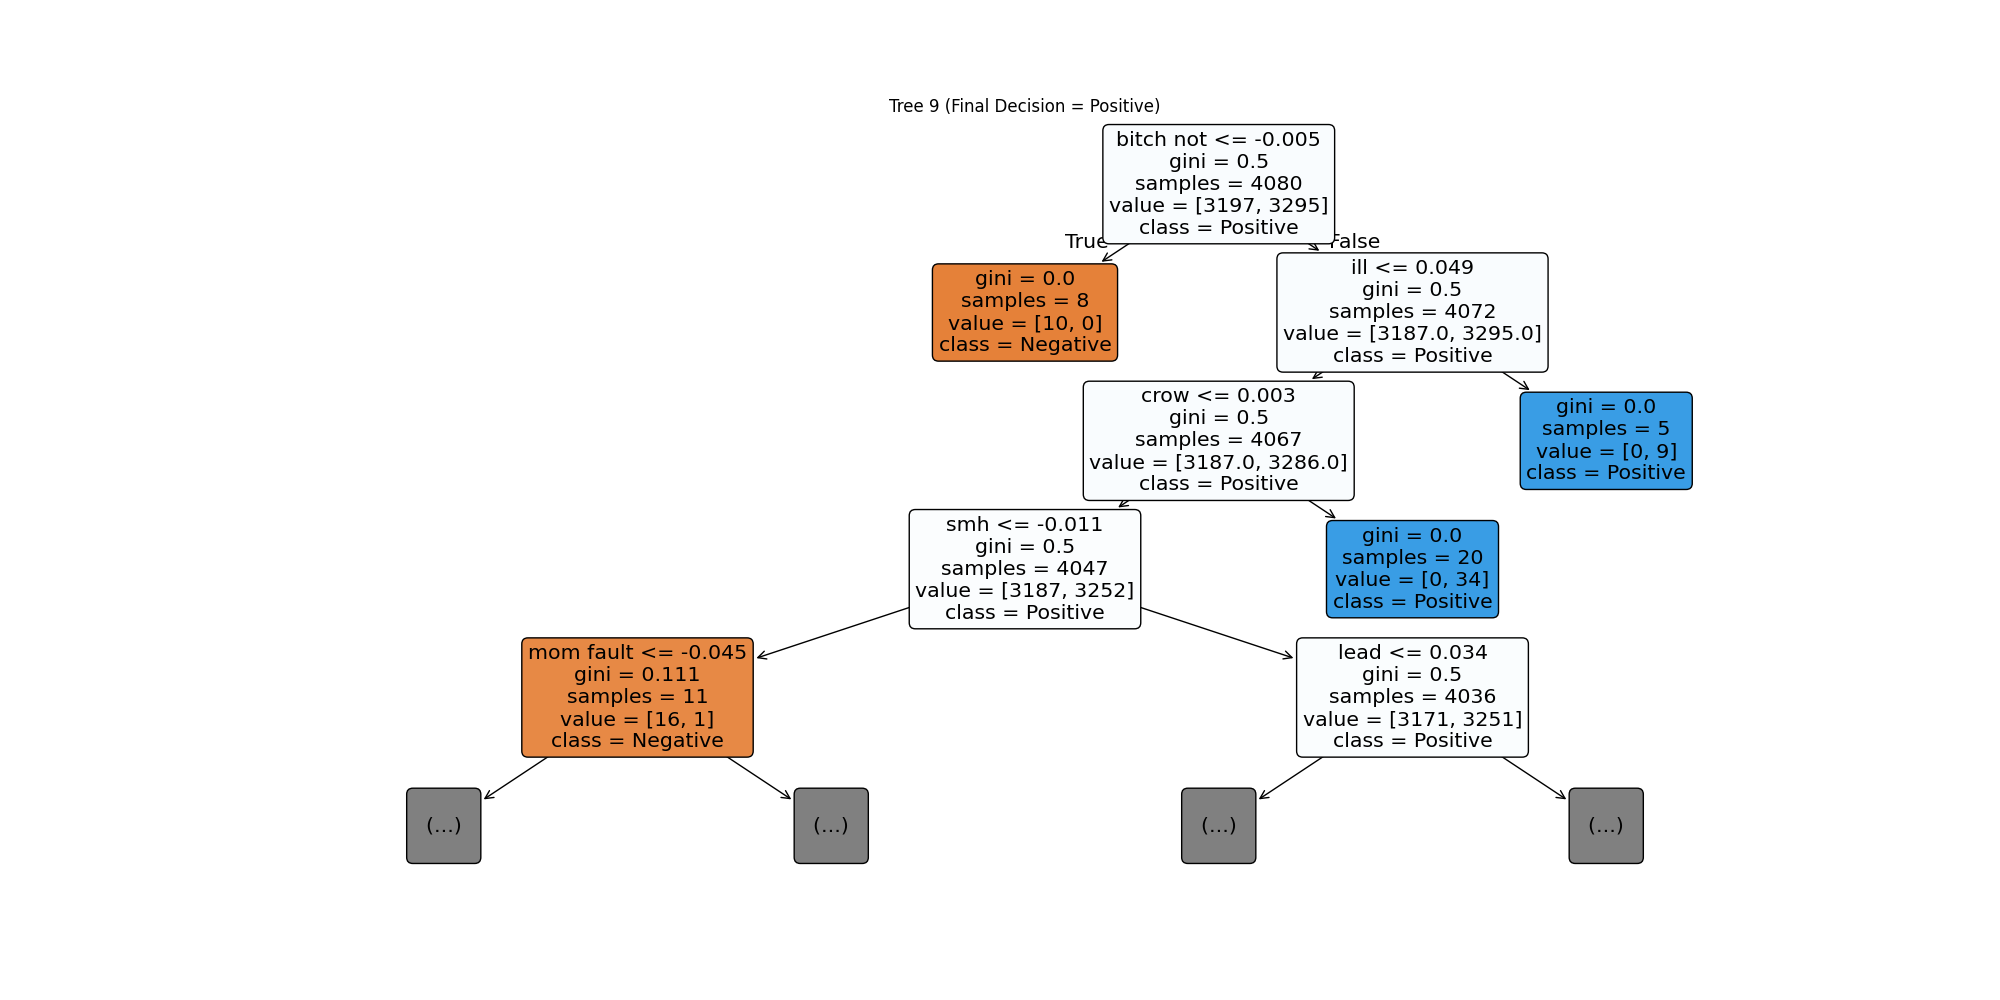 Tree 9 (Final Decision = Positive)
bitch not <= -0.005
gini = 0.5
samples = 4080
value = [3197, 3295]
class = Positive
True
False
gini = 0.0
samples = 8
value = [10, 0]
class = Negative
ill <= 0.049
gini = 0.5
samples = 4072
value = [3187.0, 3295.0]
class = Positive
crow <= 0.003
gini = 0.5
samples = 4067
value = [3187.0, 3286.0]
class = Positive
gini = 0.0
samples = 5
value = [0, 9]
class = Positive
smh <= -0.011
gini = 0.5
samples = 4047
value = [3187, 3252]
class = Positive
gini = 0.0
samples = 20
value = [0, 34]
class = Positive
mom fault <= -0.045
gini = 0.111
samples = 11
value = [16, 1]
class = Negative
lead <= 0.034
gini = 0.5
samples = 4036
value = [3171, 3251]
class = Positive
(...)
(...)
(...)
(...)